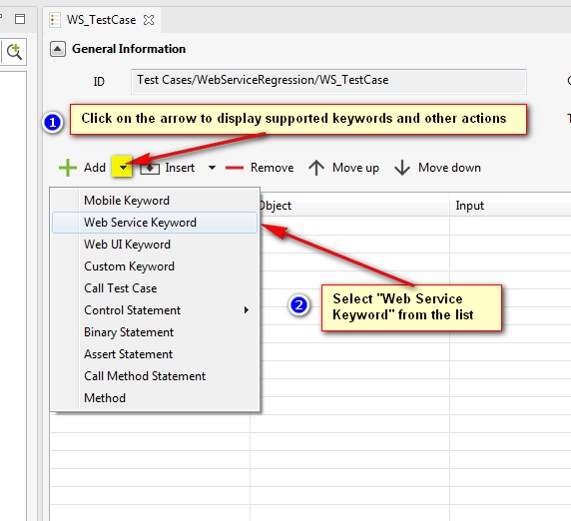 WS_TestCase
General Information
ID
Test Cases/WebServiceRegression/WS_TestCase
1
Click on the arrow to display supported keywords and other actions
Add
Insert
Remove
Move up
Move down
Object
Input
Mobile Keyword
Web Service Keyword
Web UI Keyword
Custom Keyword
Call Test Case
Control Statement
Binary Statement
Assert Statement
Call Method Statement
Method
2
Select "Web Service
Keyword" from the list